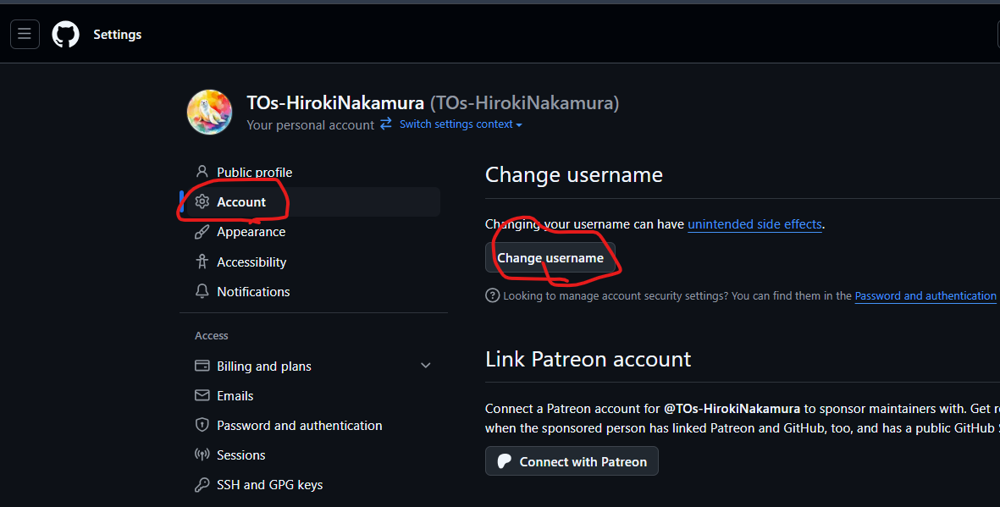 Settings
TOs-HirokiNakamura (TOs-HirokiNakamura)
Your personal account Switch settings context
Public profile
Account
Appearance
Accessibility
Notifications
Access
Billing and plans
Emails
Password and authentication
Sessions
SSH and GPG keys
Change username
Changing your username can have unintended side effects.
Change username
Looking to manage account security settings? You can find them in the Password and authentication
Link Patreon account
Connect a Patreon account for @TOs-HirokiNakamura to sponsor maintainers with. Get
when the sponsored person has linked Patreon and GitHub, too, and has a public GitHub
Connect with Patreon